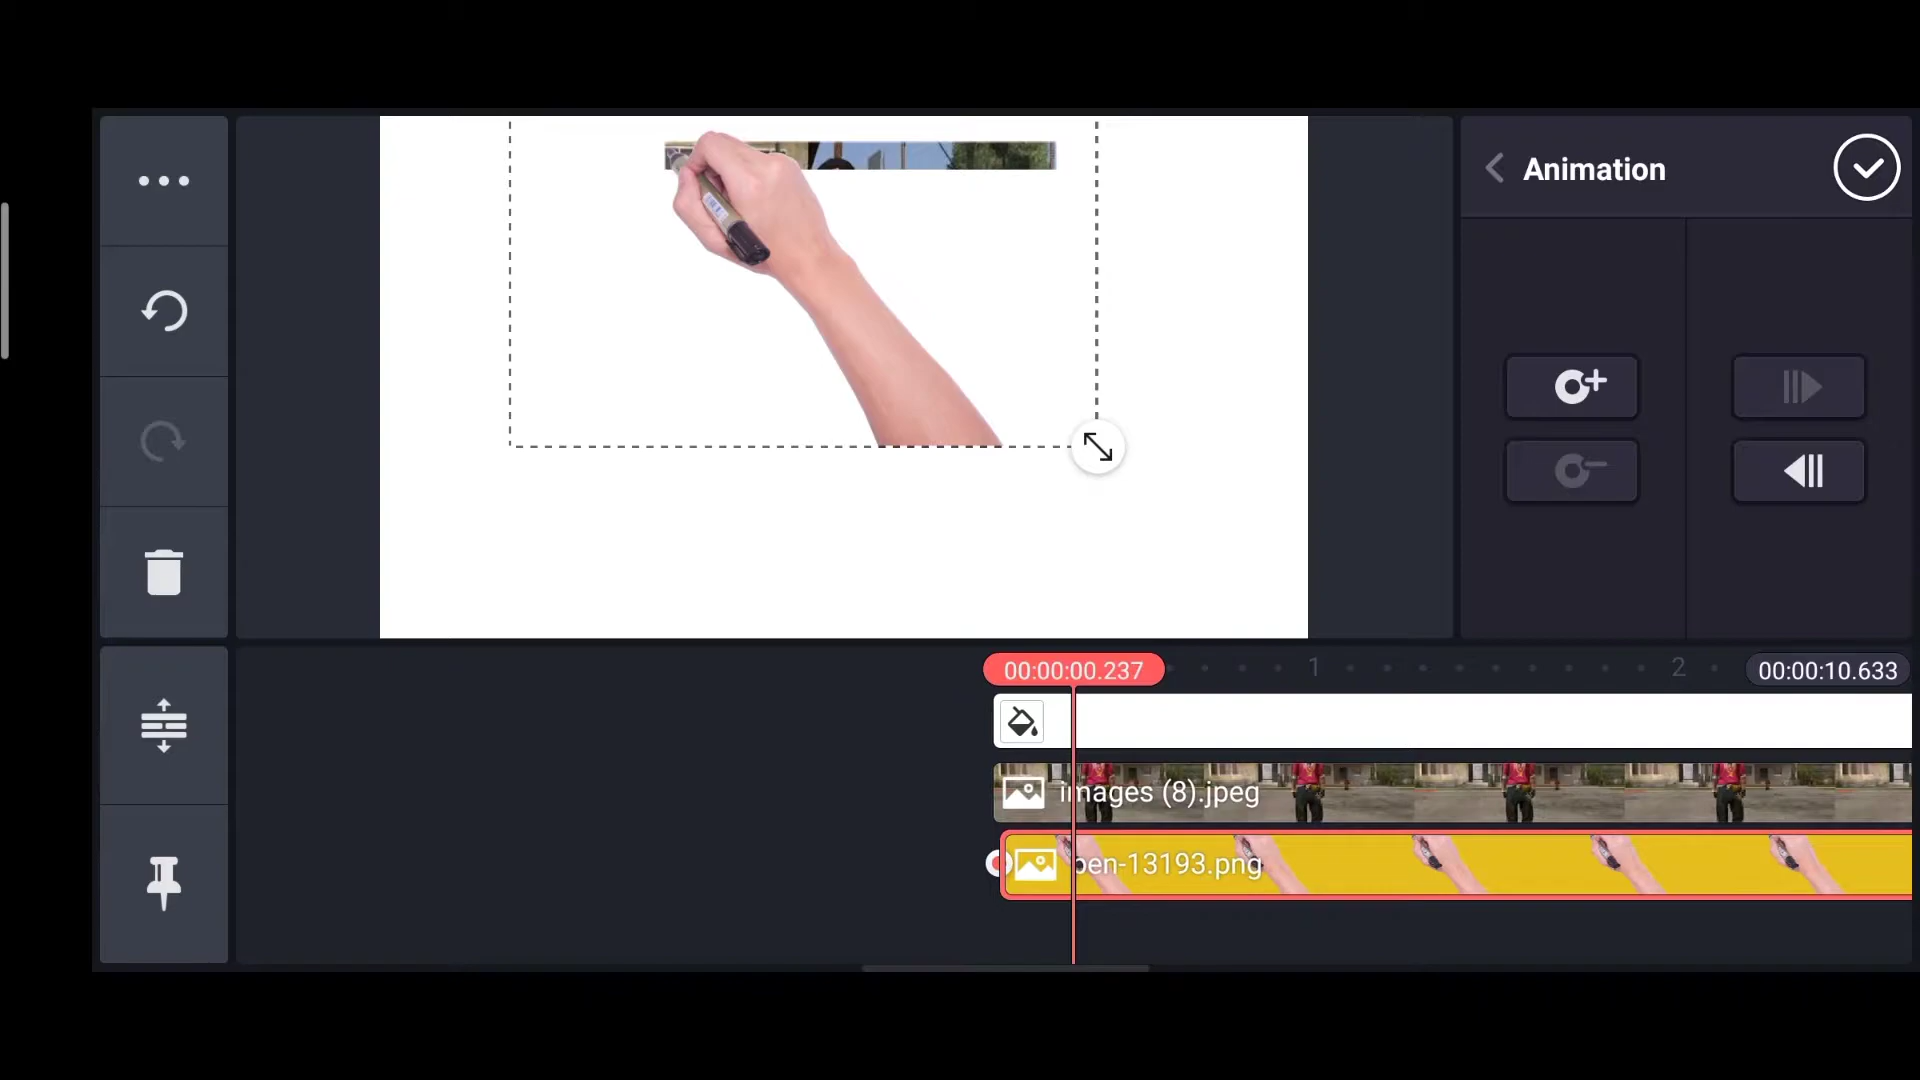 Animation
00:00:00.237
1
2
00:00:10.633
images (8).jpeg
pen-13193.png